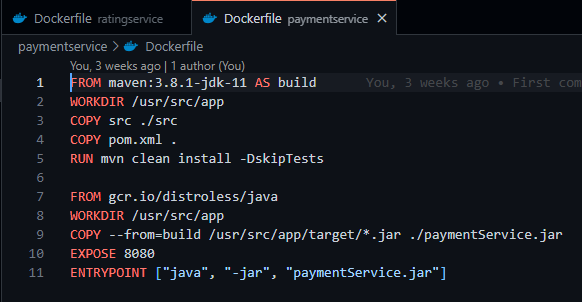 Dockerfile ratingservice
Dockerfile paymentservice
paymentservice > Dockerfile
You, 3 weeks ago | 1 author (You)
1 FROM maven:3.8.1-jdk-11 AS build You, 3 weeks ago • First com
2 WORKDIR /usr/src/app
3 COPY src ./src
4 COPY pom.xml .
5 RUN mvn clean install -DskipTests
6
7 FROM gcr.io/distroless/java
8 WORKDIR /usr/src/app
9 COPY --from=build /usr/src/app/target/*.jar ./paymentService.jar
10 EXPOSE 8080
11 ENTRYPOINT ["java", "-jar", "paymentService.jar"]